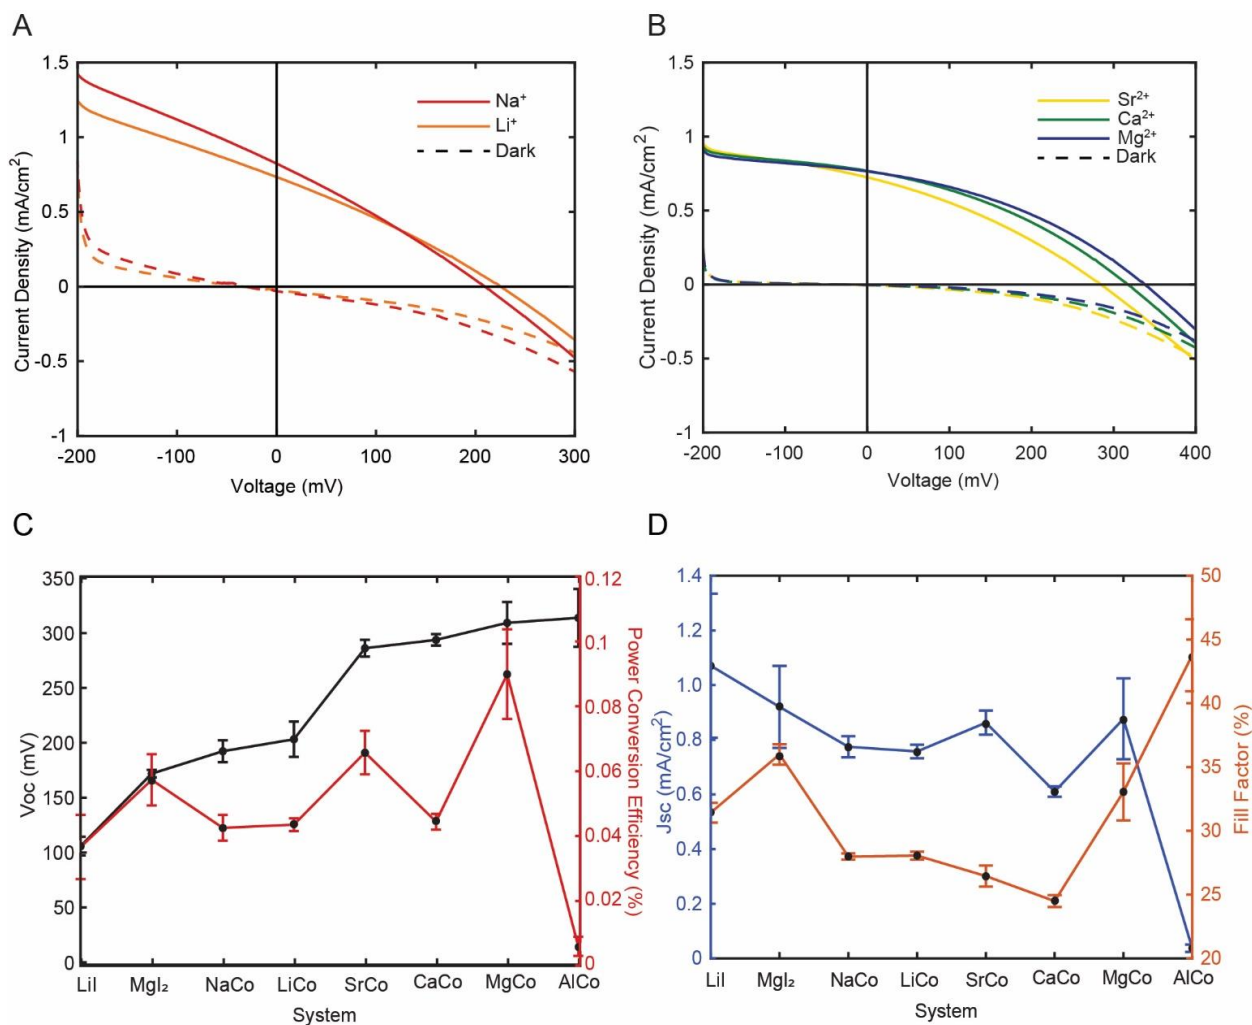 A
1.5
1
0.5
0
-0.5
-1
Current Density (mA/cm²)
Na⁺
Li⁺
Dark
-200
-100
0
100
200
300
Voltage (mV)
B
1.5
1
0.5
0
-0.5
-1
Current Density (mA/cm²)
Sr²⁺
Ca²⁺
Mg²⁺
Dark
-200
-100
0
100
200
300
400
Voltage (mV)
C
350
300
250
200
150
100
50
0
Voc (mV)
0.12
0.1
0.08
0.06
0.04
0.02
0
Power Conversion Efficiency (%)
LiI
MgI₂
NaCo
LiCo
SrCo
CaCo
MgCo
AlCo
System
D
1.4
1.2
1.0
0.8
0.6
0.4
0.2
0
Jsc (mA/cm²)
50
45
40
35
30
25
20
Fill Factor (%)
LiI
MgI₂
NaCo
LiCo
SrCo
CaCo
MgCo
AlCo
System